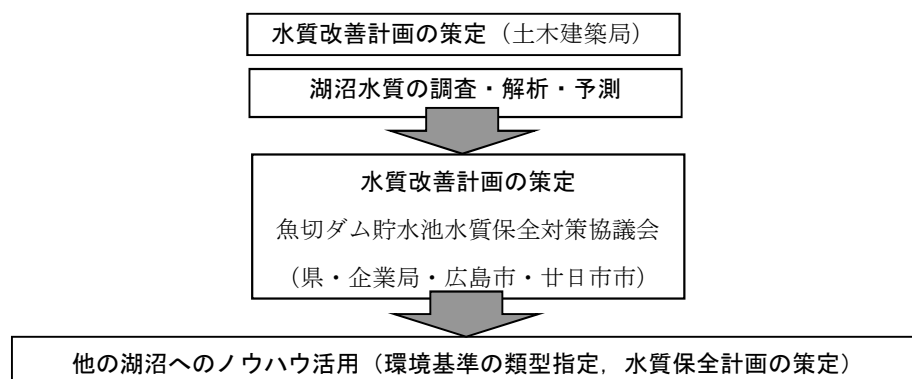 水質改善計画の策定（土木建築局）
湖沼水質の調査・解析・予測
水質改善計画の策定
魚切ダム貯水池水質保全対策協議会
（県・企業局・広島市・廿日市市）
他の湖沼へのノウハウ活用（環境基準の類型指定，水質保全計画の策定）